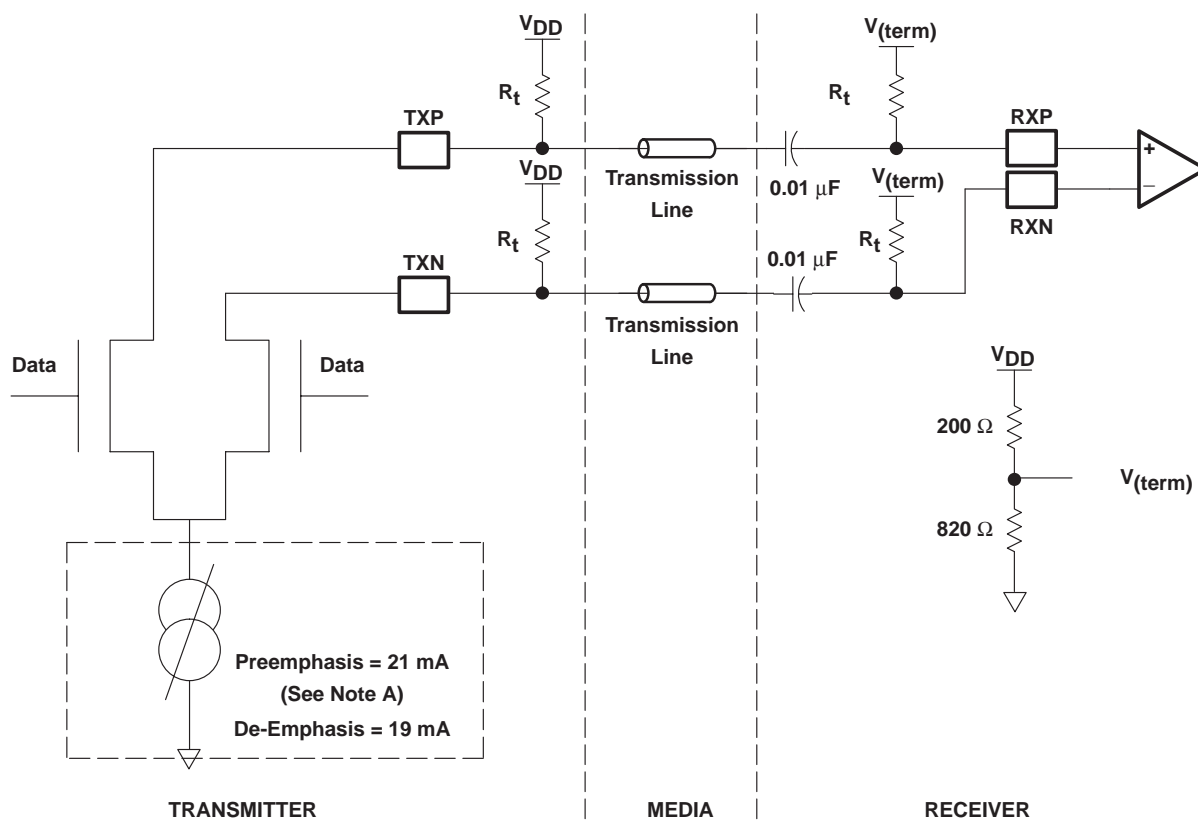 VDD
V(term)
Rt
Rt
TXP
RXP
VDD
Transmission
Line
0.01 μF
V(term)
+
−
RXN
Rt
TXN
Rt
0.01 μF
Transmission
Line
Data
Data
VDD
200 Ω
V(term)
820 Ω
Preemphasis = 21 mA
(See Note A)
De-Emphasis = 19 mA
TRANSMITTER
MEDIA
RECEIVER